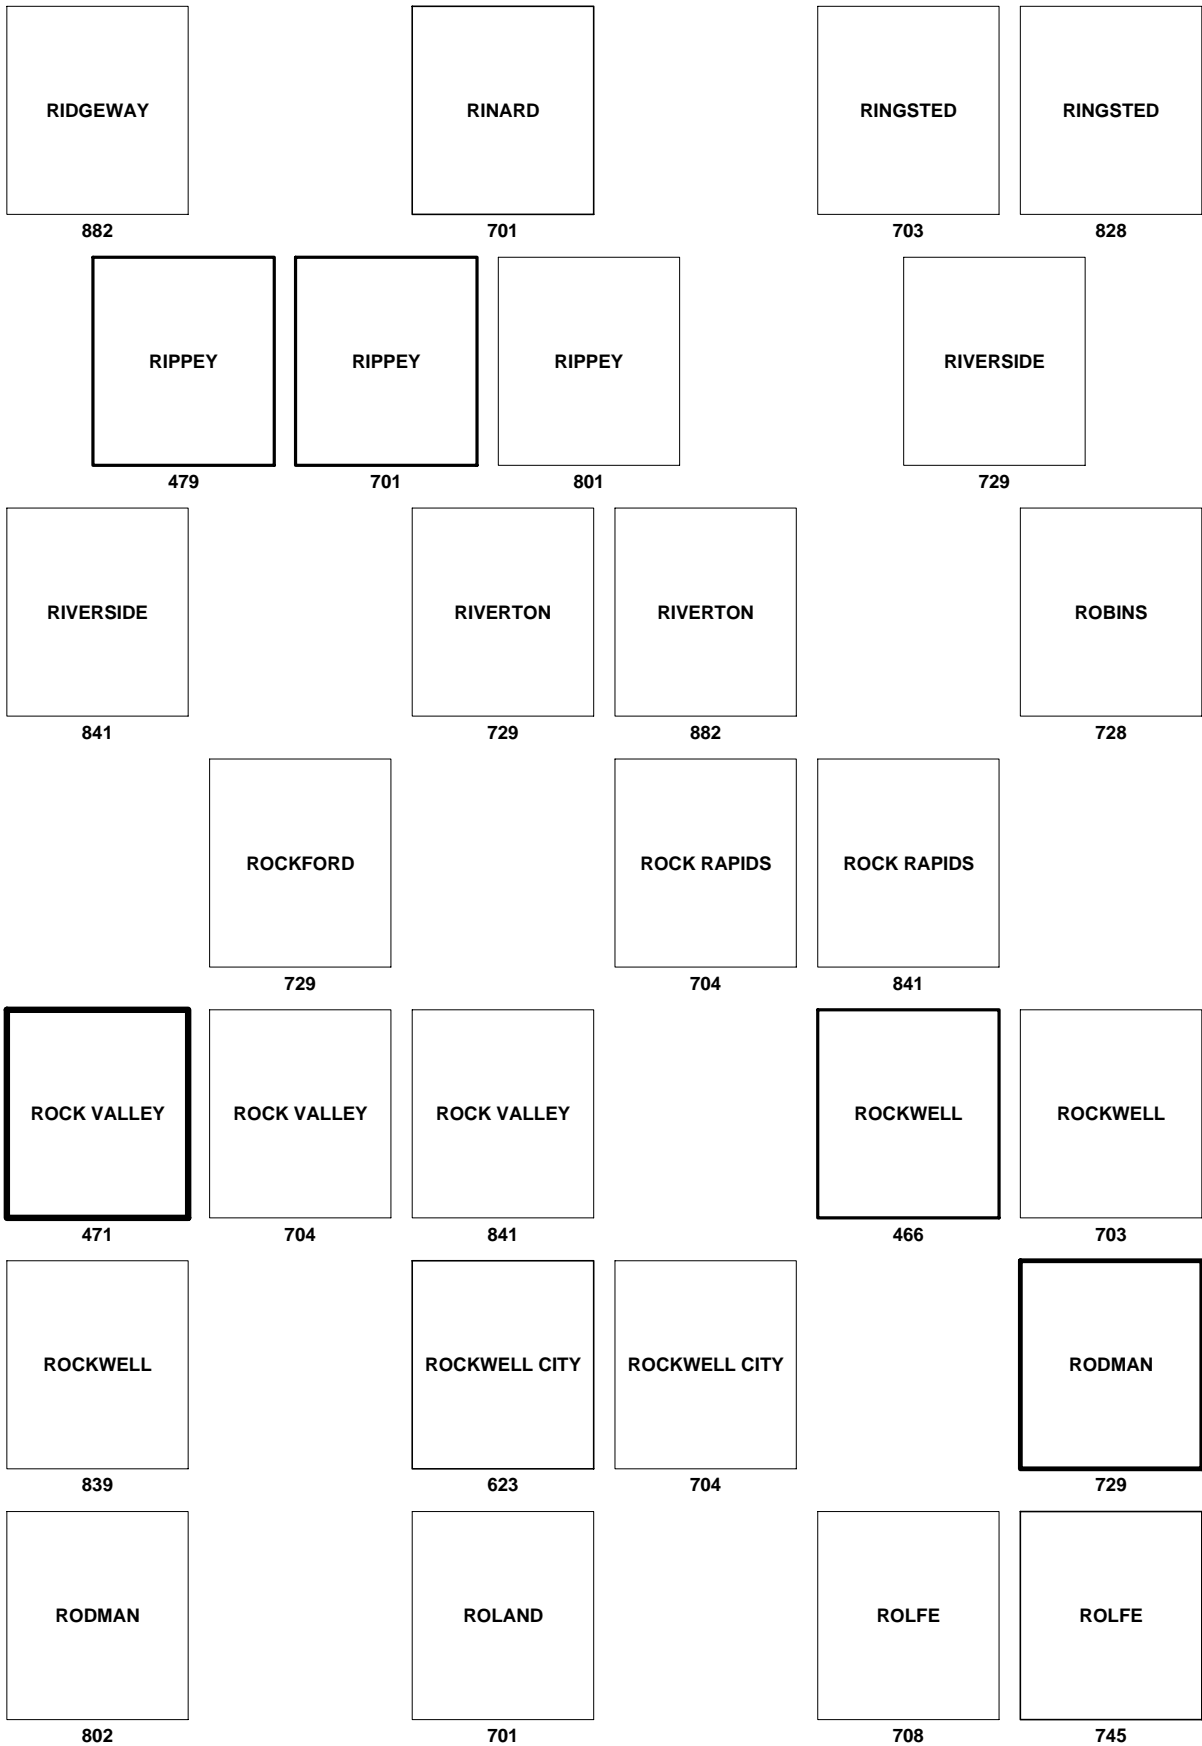 RIDGEWAY RINARD RINGSTED RINGSTED
882 701 703 828
RIPPEY RIPPEY RIPPEY RIVERSIDE
479 701 801 729
RIVERSIDE RIVERTON RIVERTON ROBINS
841 729 882 728
ROCKFORD ROCK RAPIDS ROCK RAPIDS
729 704 841
ROCK VALLEY ROCK VALLEY ROCK VALLEY ROCKWELL ROCKWELL
471 704 841 466 703
ROCKWELL ROCKWELL CITY ROCKWELL CITY RODMAN
839 623 704 729
RODMAN ROLAND ROLFE ROLFE
802 701 708 745